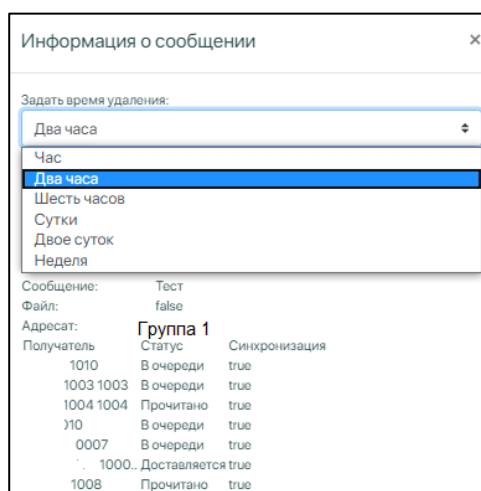 Информация о сообщении ×
Задать время удаления:
Два часа
Час
Два часа
Шесть часов
Сутки
Двое суток
Неделя
Сообщение: Тест
Файл: false
Адресат: Группа 1
Получатель Статус Синхронизация
1010 В очереди true
1003 1003 В очереди true
1004 1004 Прочитано true
В очереди true
0007 В очереди true
1000.. Доставляется true
1008 Прочитано true